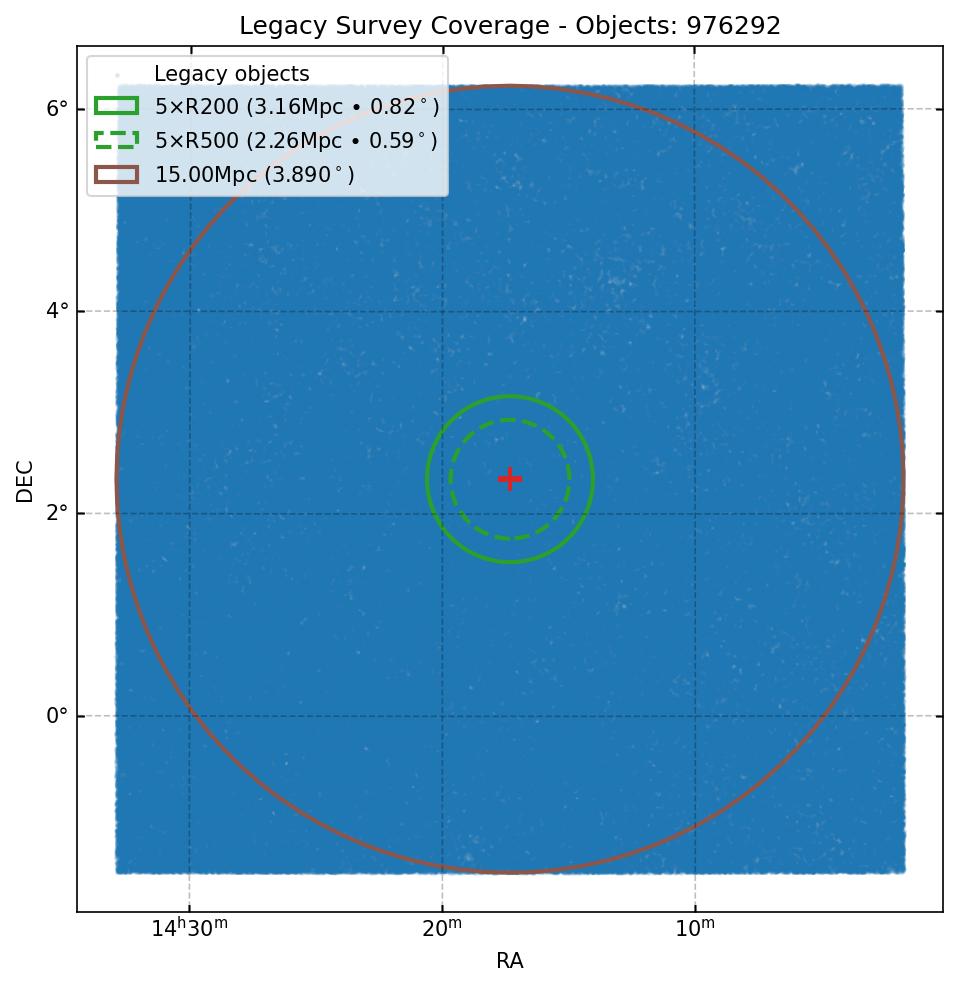 Legacy Survey Coverage - Objects: 976292
Legacy objects
5×R200 (3.16Mpc • 0.82°)
5×R500 (2.26Mpc • 0.59°)
15.00Mpc (3.890°)
6°
4°
2°
0°
DEC
14ʰ30ᵐ 20ᵐ 10ᵐ
RA